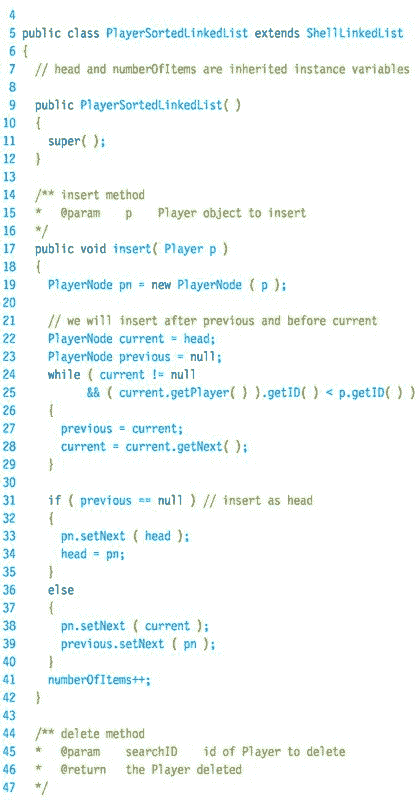 4
5 public class PlayerSortedLinkedList extends ShellLinkedList
6 {
7   // head and numberOfItems are inherited instance variables
8
9   public PlayerSortedLinkedList( )
10   {
11     super( );
12   }
13
14   /** insert method
15   *   @param    p    Player object to insert
16   */
17   public void insert( Player p )
18   {
19     PlayerNode pn = new PlayerNode ( p );
20
21     // we will insert after previous and before current
22     PlayerNode current = head;
23     PlayerNode previous = null;
24     while ( current != null
25           && ( current.getPlayer( ) ).getID( ) < p.getID( ) )
26     {
27       previous = current;
28       current = current.getNext( );
29     }
30
31     if ( previous == null ) // insert as head
32     {
33       pn.setNext ( head );
34       head = pn;
35     }
36     else
37     {
38       pn.setNext ( current );
39       previous.setNext ( pn );
40     }
41     numberOfItems++;
42   }
43
44   /** delete method
45   *   @param    searchID    id of Player to delete
46   *   @return   the Player deleted
47   */